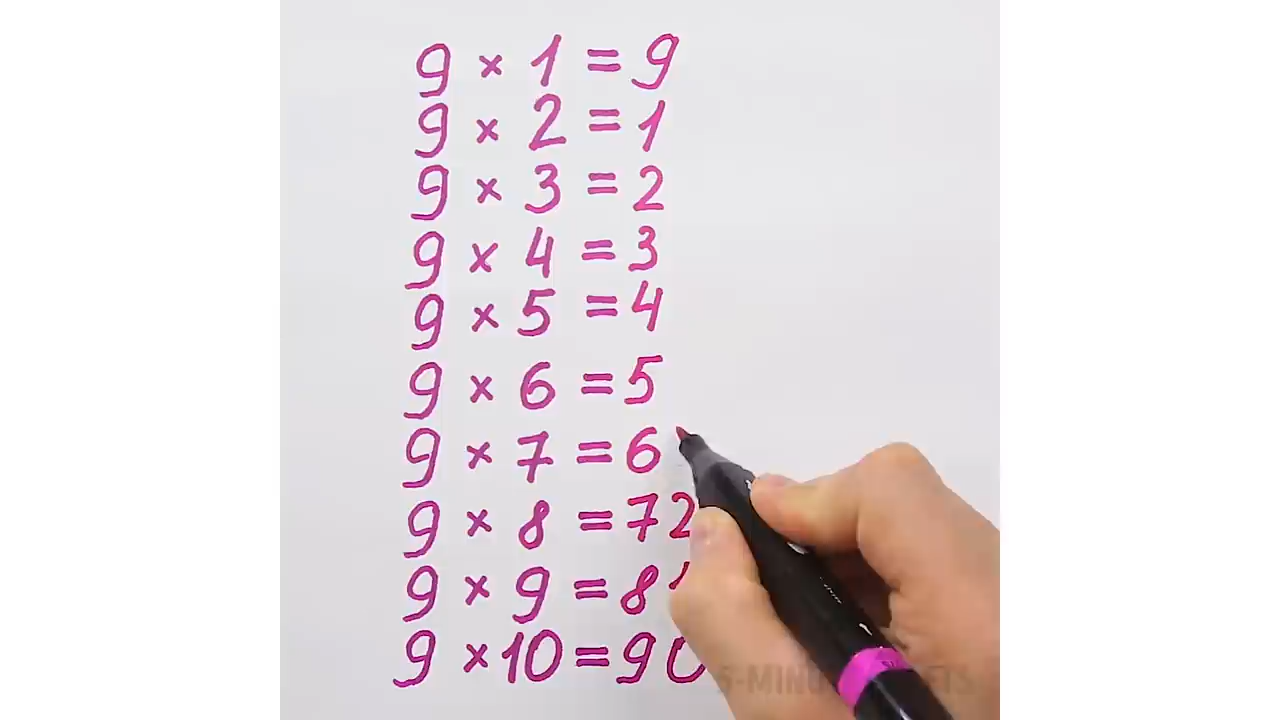 9 × 1 = 9
9 × 2 = 1
9 × 3 = 2
9 × 4 = 3
9 × 5 = 4
9 × 6 = 5
9 × 7 = 6
9 × 8 = 72
9 × 9 = 81
9 × 10 = 90